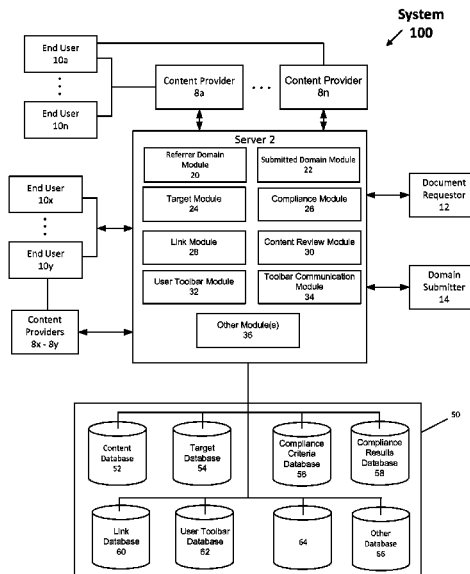 System
100
End User
10a
End User
10n
Content Provider
8a
Content Provider
8n
Server 2
Referrer Domain
Module
20
Submitted Domain Module
22
Target Module
24
Compliance Module
26
Link Module
28
Content Review Module
30
User Toolbar Module
32
Toolbar Communication
Module
34
Other Module(s)
36
End User
10x
End User
10y
Content
Providers
8x - 8y
Document
Requestor
12
Domain
Submitter
14
50
Content
Database
52
Target
Database
54
Compliance
Criteria
Database
56
Compliance
Results
Database
58
Link
Database
60
User Toolbar
Database
62
64
Other
Database
66